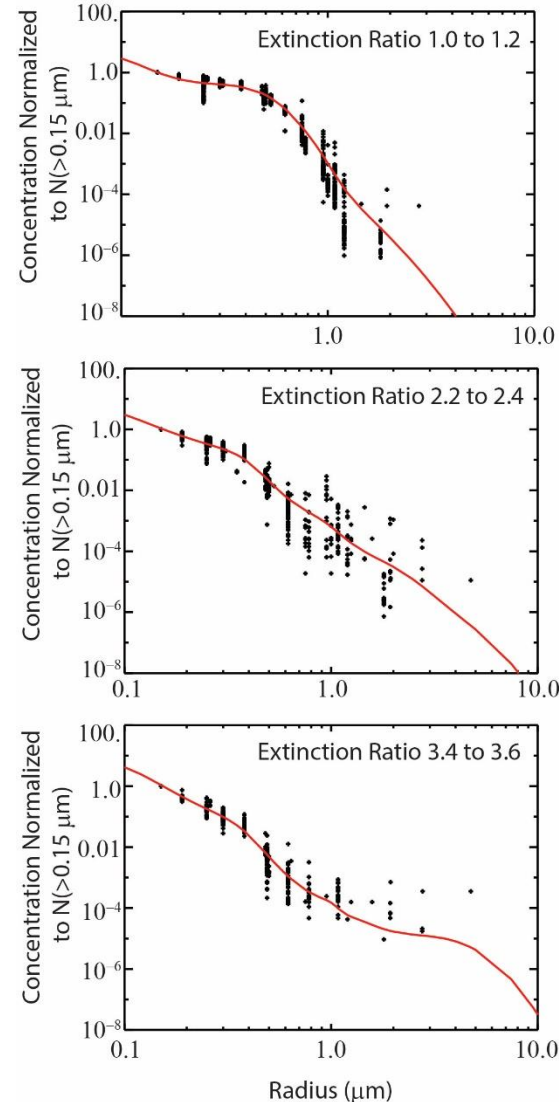 100.
Extinction Ratio 1.0 to 1.2
1.0
0.01
10⁻⁴
10⁻⁶
10⁻⁸
Concentration Normalized
to N(>0.15 μm)
1.0
100.
Extinction Ratio 2.2 to 2.4
1.0
0.01
10⁻⁴
10⁻⁶
10⁻⁸
Concentration Normalized
to N(>0.15 μm)
0.1 1.0 10.0
100.
Extinction Ratio 3.4 to 3.6
1.0
0.01
10⁻⁴
10⁻⁶
10⁻⁸
Concentration Normalized
to N(>0.15 μm)
0.1 1.0 10.0
Radius (μm)